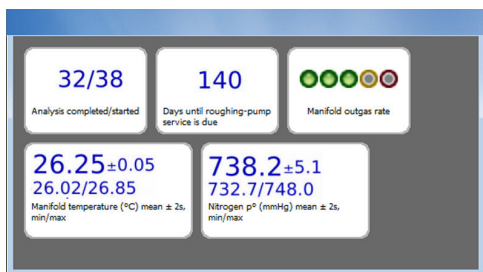 32/38
Analysis completed/started
140
Days until roughing-pump
service is due
Manifold outgas rate
26.25±0.05
26.02/26.85
Manifold temperature (ºC) mean ± 2s,
min/max
738.2±5.1
732.7/748.0
Nitrogen pº (mmHg) mean ± 2s,
min/max